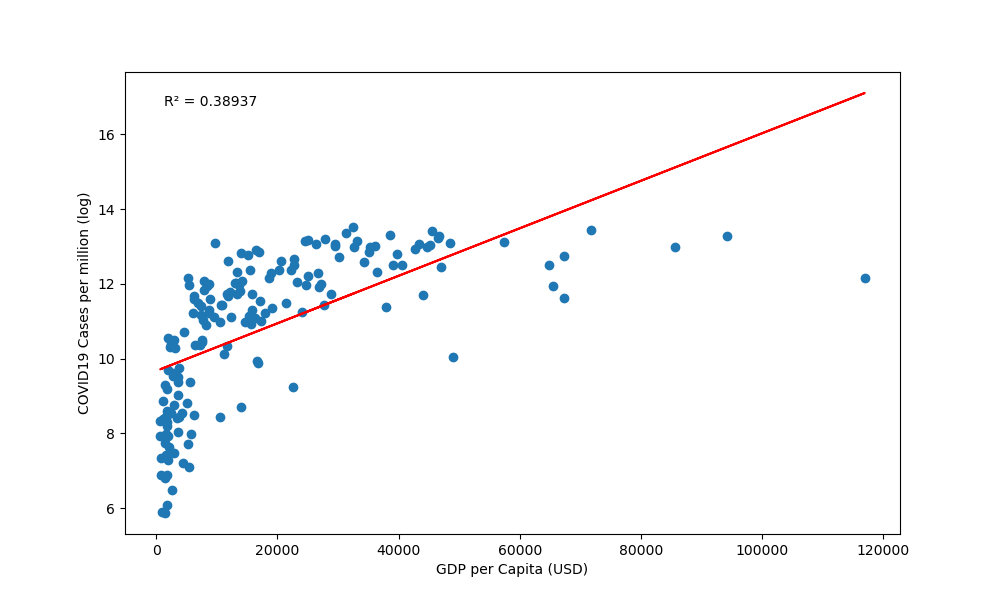 R² = 0.38937
COVID19 Cases per million (log)
16
14
12
10
8
6
0 20000 40000 60000 80000 100000 120000
GDP per Capita (USD)